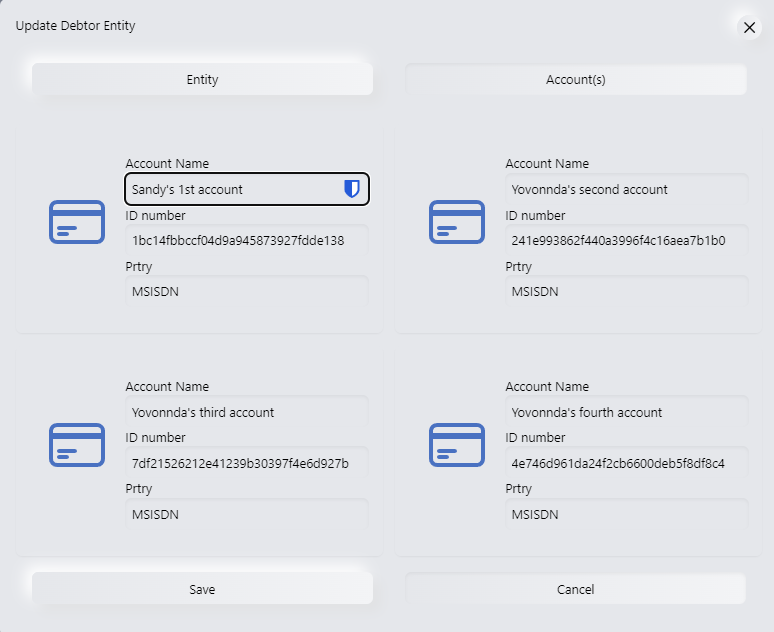 Update Debtor Entity
Entity
Account(s)
Account Name
Sandy's 1st account
ID number
1bc14fbbccf04d9a945873927fdde138
Prtry
MSISDN
Account Name
Yovonnda's second account
ID number
241e993862f440a3996f4c16aea7b1b0
Prtry
MSISDN
Account Name
Yovonnda's third account
ID number
7df21526212e41239b30397f4e6d927b
Prtry
MSISDN
Account Name
Yovonnda's fourth account
ID number
4e746d961da24f2cb6600deb5f8df8c4
Prtry
MSISDN
Save
Cancel